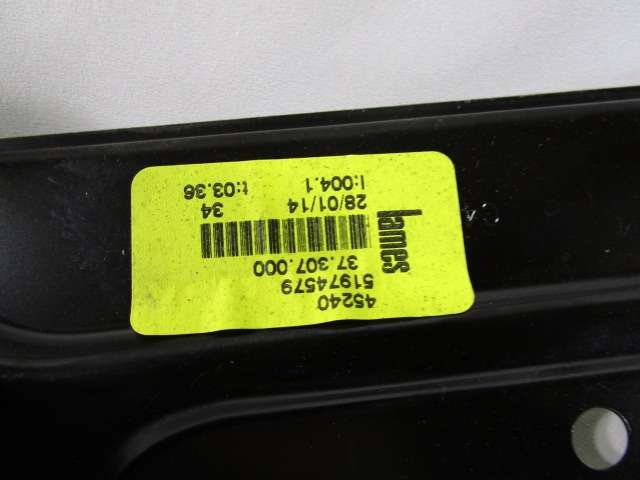 45240
51974579
37.307.000
lames
28/01/14 34
I:004.1 t:03.36